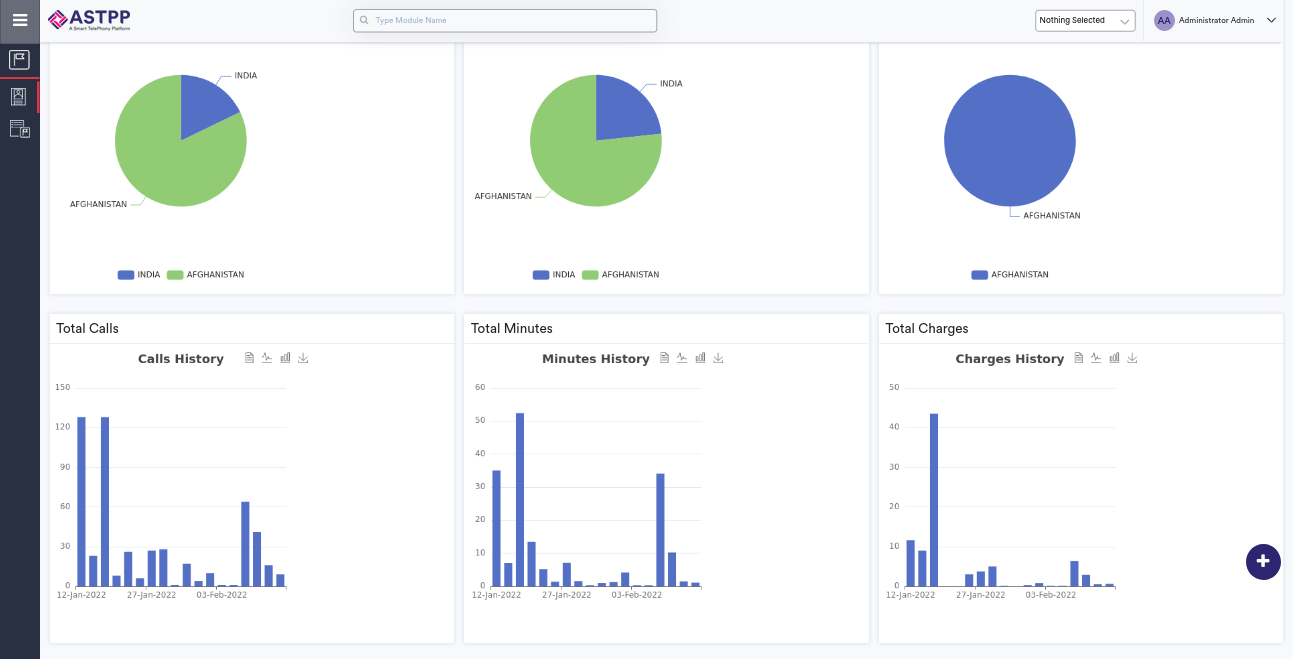 ASTPP
A Smart TelePhony Platform
Type Module Name
Nothing Selected
AA
Administrator Admin
INDIA
AFGHANISTAN
INDIA AFGHANISTAN
INDIA
AFGHANISTAN
INDIA AFGHANISTAN
AFGHANISTAN
AFGHANISTAN
Total Calls
Calls History
150
120
90
60
30
0
12-Jan-2022 27-Jan-2022 03-Feb-2022
Total Minutes
Minutes History
60
50
40
30
20
10
0
12-Jan-2022 27-Jan-2022 03-Feb-2022
Total Charges
Charges History
50
40
30
20
10
0
12-Jan-2022 27-Jan-2022 03-Feb-2022